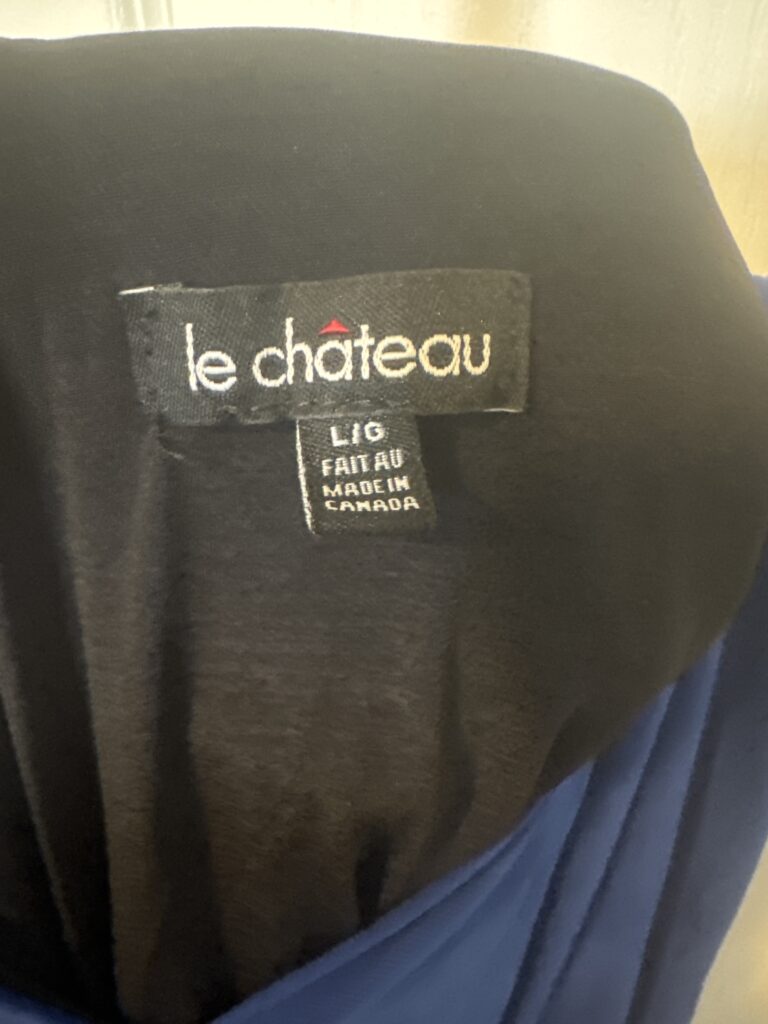 le château
L/G
FAIT AU
MADE IN
CANADA